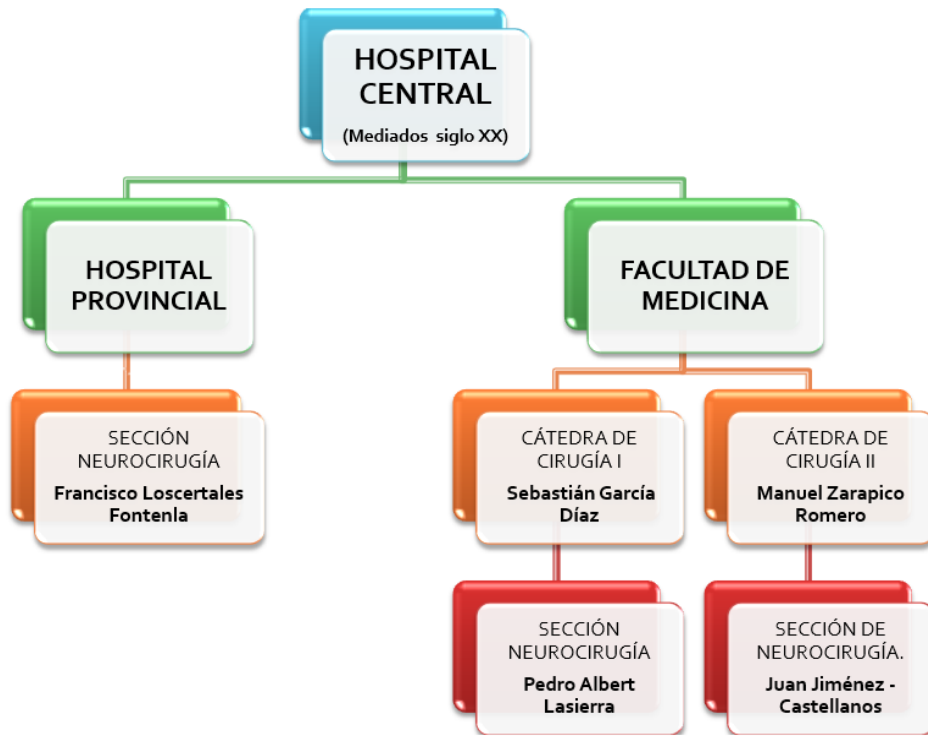 HOSPITAL
CENTRAL
(Mediados siglo XX)
HOSPITAL
PROVINCIAL
FACULTAD DE
MEDICINA
SECCIÓN
NEUROCIRUGÍA
Francisco Loscertales
Fontenla
CÁTEDRA DE
CIRUGÍA I
Sebastián García
Díaz
CÁTEDRA DE
CIRUGÍA II
Manuel Zarapico
Romero
SECCIÓN
NEUROCIRUGÍA
Pedro Albert
Lasierra
SECCIÓN DE
NEUROCIRUGÍA.
Juan Jiménez -
Castellanos